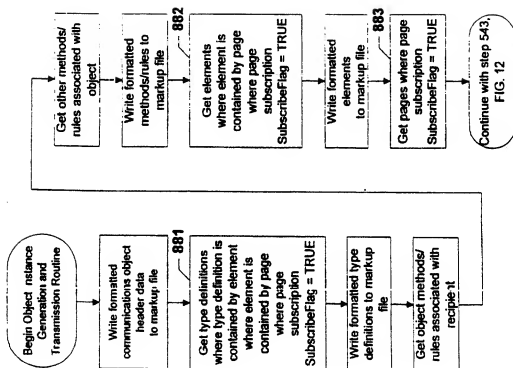 Begin Object nstance
Generation and
Transmission Routine
Write formatted
communications object
header data
to markup file
881
Get type definitions
where type definition is
contained by element
where element is
contained by page
where page
subscription
SubscribeFlag = TRUE
Write formatted type
definitions to markup
file
Get object methods/
rules associated with
recipient
Get other methods/
rules associated with
object
Write formatted
methods/rules to
markup file
882
Get elements
where element is
contained by page
where page
subscription
SubscribeFlag = TRUE
Write formatted
elements
to markup file
883
Get pages where
page
subscription
SubscribeFlag = TRUE
Continue with step 543,
FIG. 12